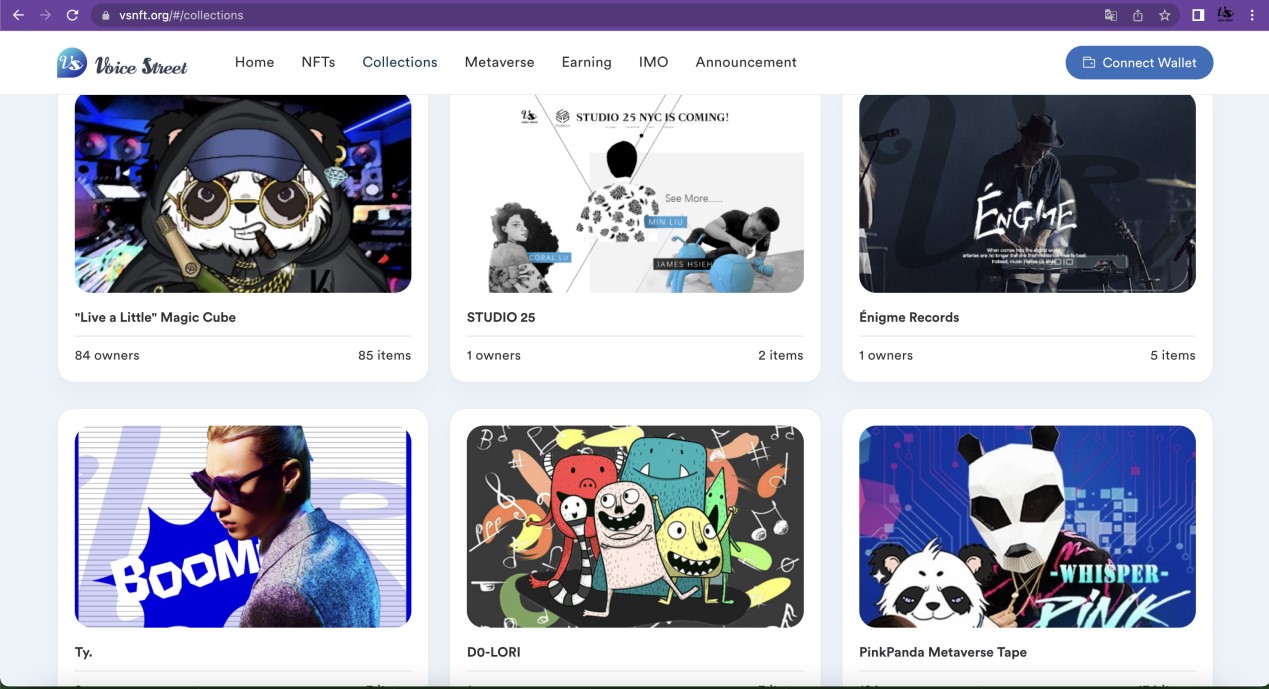 vsnft.org/#/collections
Vs Voice Street
Home NFTs Collections Metaverse Earning IMO Announcement
Connect Wallet
STUDIO 25 NYC IS COMING!
See More......
MIN LIU
CORAL LU
JAMES HSIEH
ÉNIGME
"Live a Little" Magic Cube
84 owners 85 items
STUDIO 25
1 owners 2 items
Énigme Records
1 owners 5 items
BOOM
-WHISPER-
PINK
Ty.
D0-LORI
PinkPanda Metaverse Tape